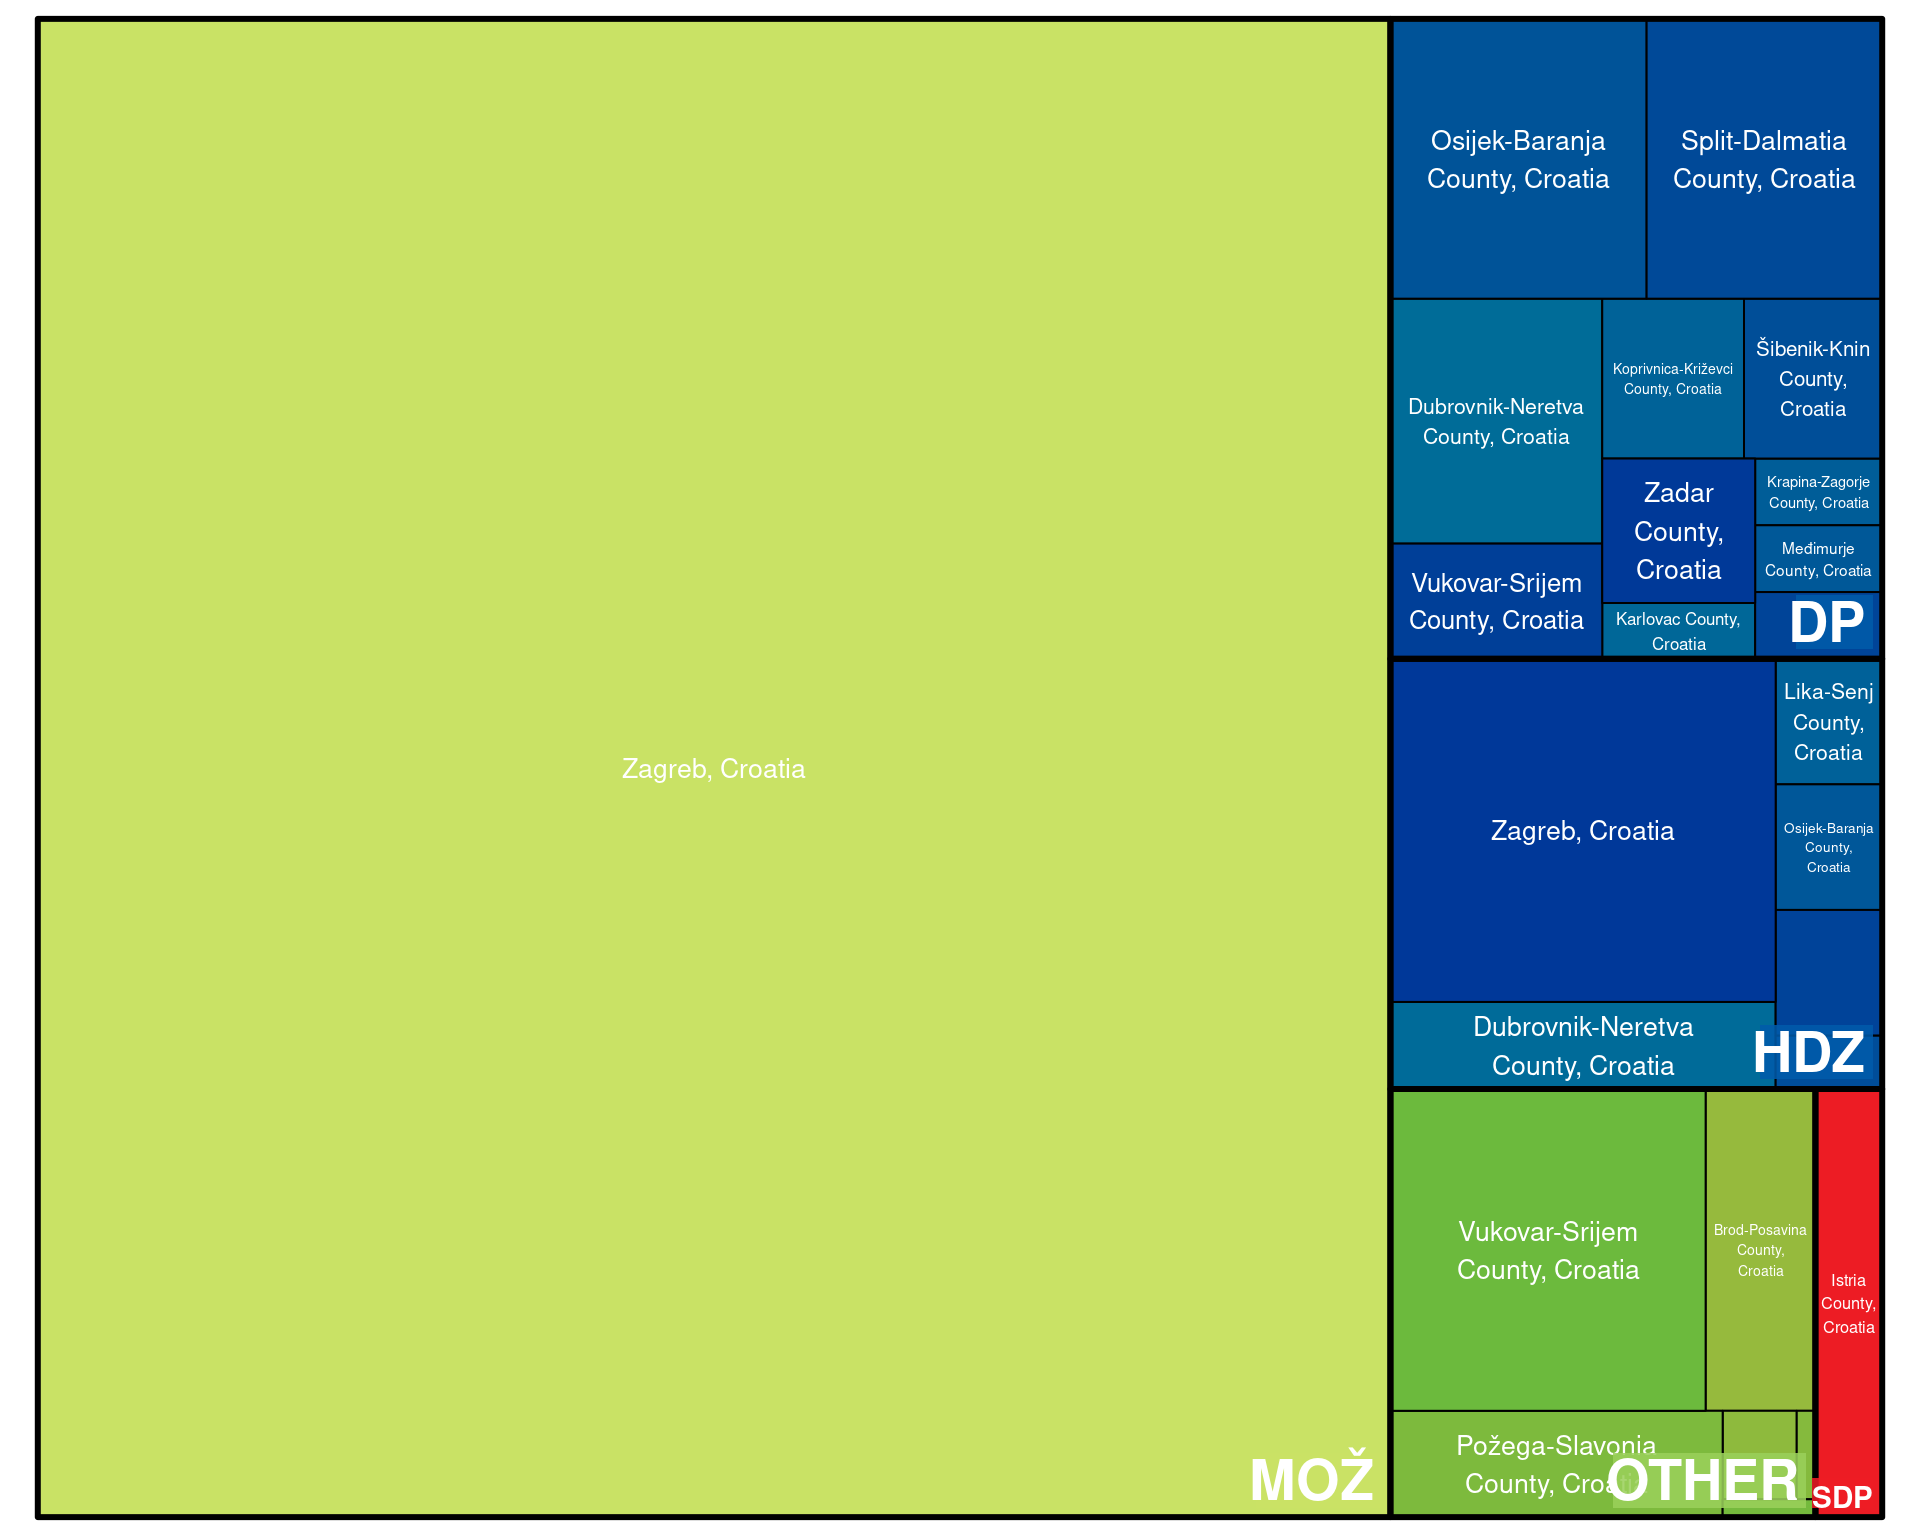 Zagreb, Croatia
MOŽ
Osijek-Baranja
County, Croatia
Split-Dalmatia
County, Croatia
Dubrovnik-Neretva
County, Croatia
Koprivnica-Križevci
County, Croatia
Šibenik-Knin
County,
Croatia
Vukovar-Srijem
County, Croatia
Zadar
County,
Croatia
Krapina-Zagorje
County, Croatia
Međimurje
County, Croatia
Karlovac County,
Croatia
DP
Zagreb, Croatia
Lika-Senj
County,
Croatia
Osijek-Baranja
County,
Croatia
Dubrovnik-Neretva
County, Croatia
HDZ
Vukovar-Srijem
County, Croatia
Brod-Posavina
County,
Croatia
Požega-Slavonia
County, Croatia
OTHER
Istria
County,
Croatia
SDP